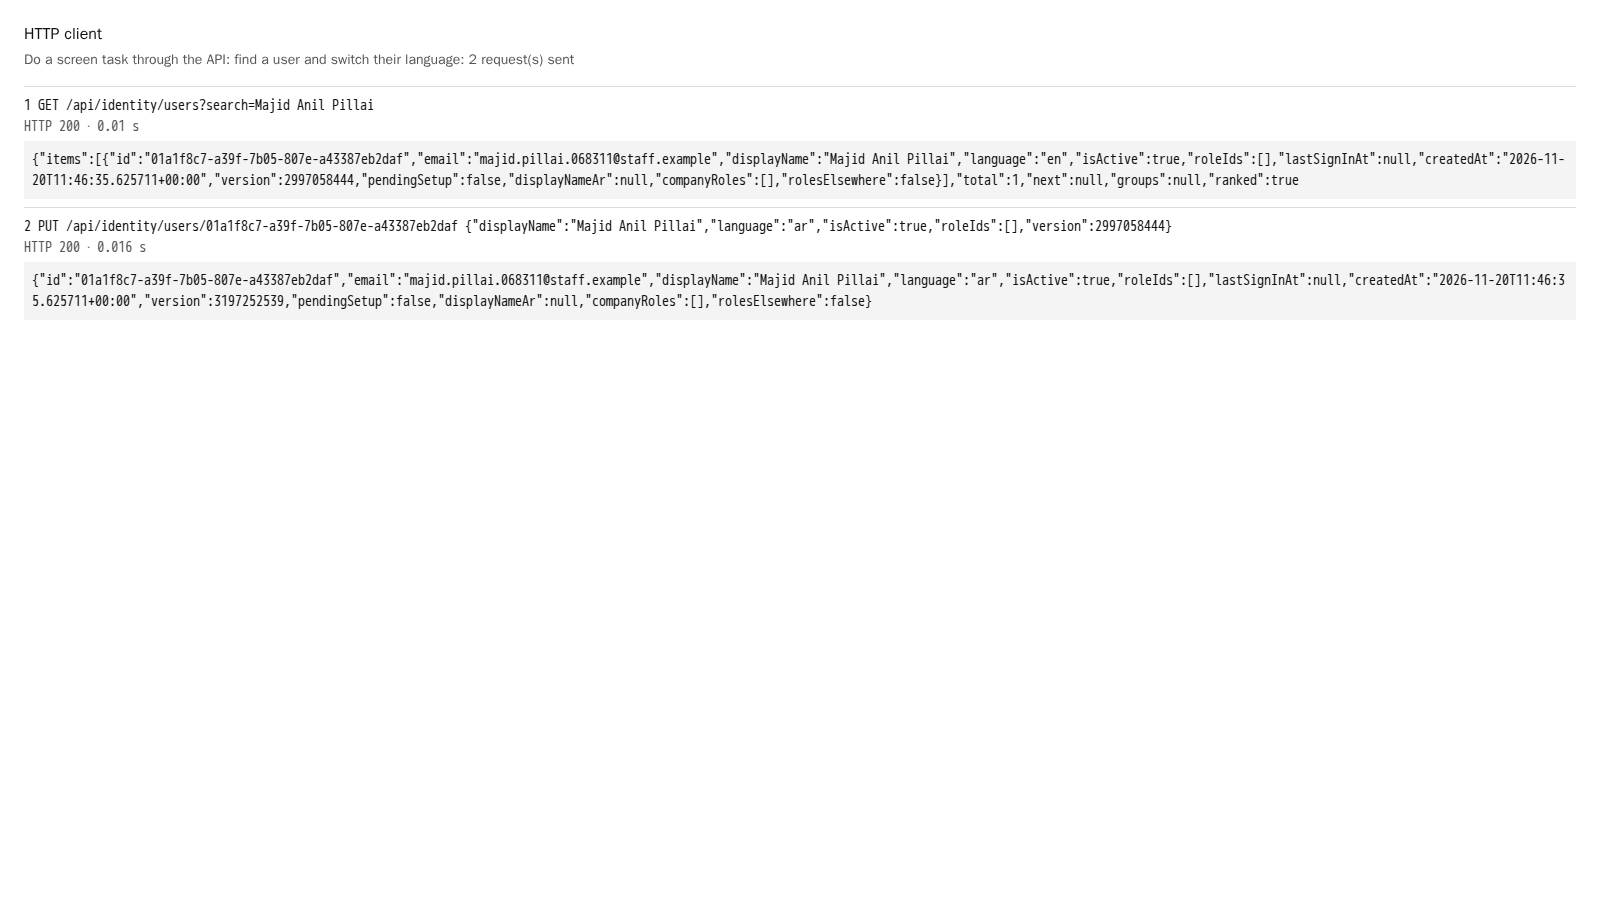 HTTP client
Do a screen task through the API: find a user and switch their language: 2 request(s) sent
1 GET /api/identity/users?search=Majid Anil Pillai
HTTP 200 · 0.01 s
{"items":[{"id":"01a1f8c7-a39f-7b05-807e-a43387eb2daf","email":"majid.pillai.068311@staff.example","displayName":"Majid Anil Pillai","language":"en","isActive":true,"roleIds":[],"lastSignInAt":null,"createdAt":"2026-11-
20T11:46:35.625711+00:00","version":2997058444,"pendingSetup":false,"displayNameAr":null,"companyRoles":[],"rolesElsewhere":false}],"total":1,"next":null,"groups":null,"ranked":true
2 PUT /api/identity/users/01a1f8c7-a39f-7b05-807e-a43387eb2daf {"displayName":"Majid Anil Pillai","language":"ar","isActive":true,"roleIds":[],"version":2997058444}
HTTP 200 · 0.016 s
{"id":"01a1f8c7-a39f-7b05-807e-a43387eb2daf","email":"majid.pillai.068311@staff.example","displayName":"Majid Anil Pillai","language":"ar","isActive":true,"roleIds":[],"lastSignInAt":null,"createdAt":"2026-11-20T11:46:3
5.625711+00:00","version":3197252539,"pendingSetup":false,"displayNameAr":null,"companyRoles":[],"rolesElsewhere":false}